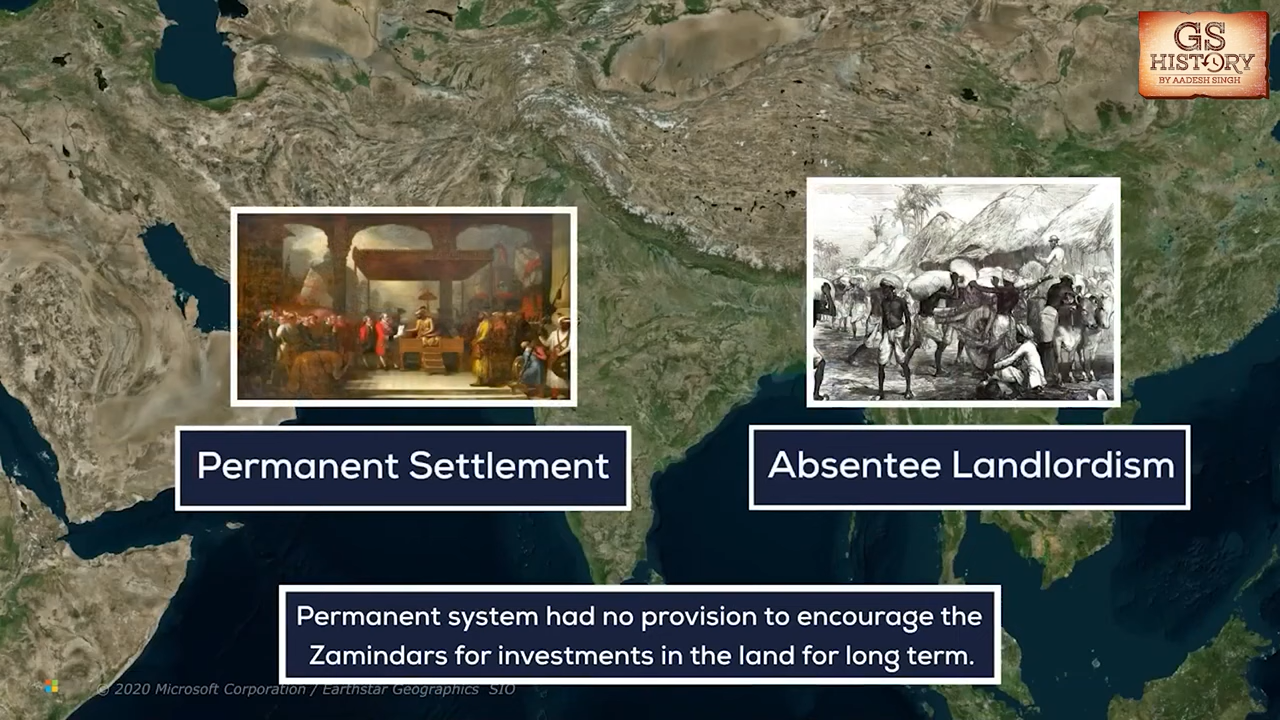 GS
HISTORY
BY AADESH SINGH
Permanent Settlement
Absentee Landlordism
Permanent system had no provision to encourage the
Zamindars for investments in the land for long term.
© 2020 Microsoft Corporation / Earthstar Geographics SIO